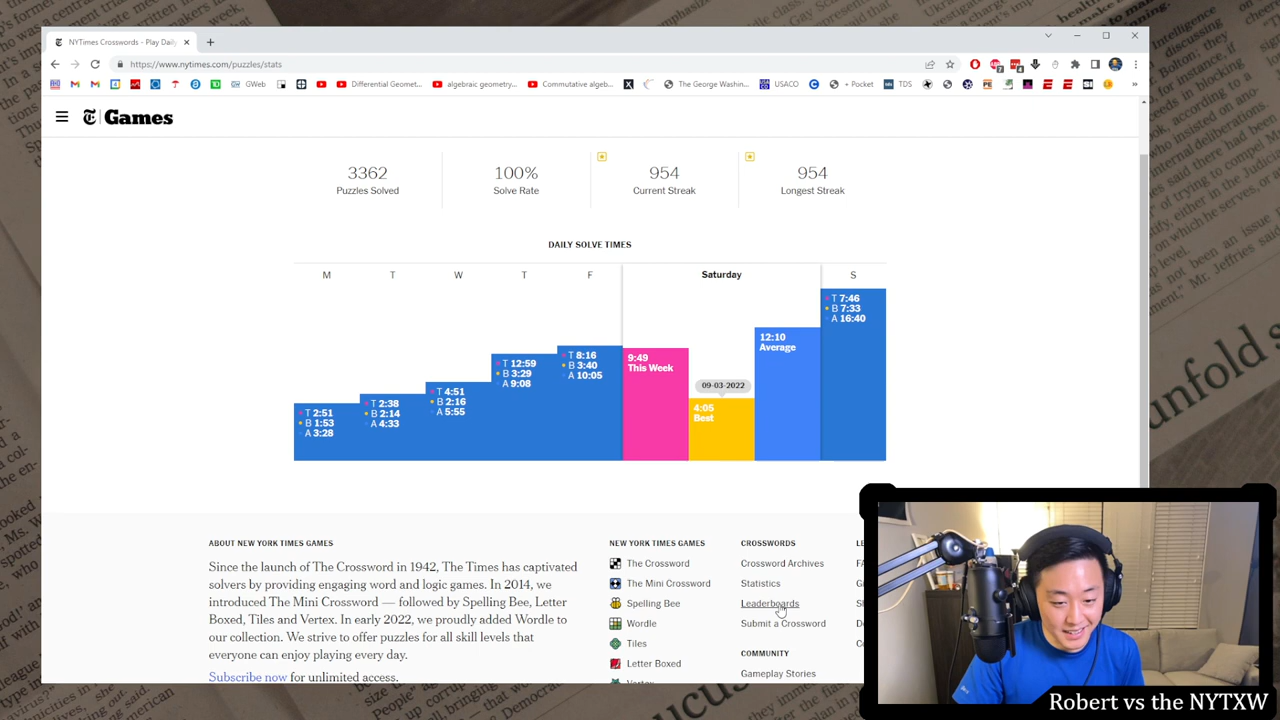 NYTimes Crosswords - Play Daily
https://www.nytimes.com/puzzles/stats
GWeb
Differential Geomet...
algebraic geometry...
Commutative algeb...
The George Washin...
USACO
+ Pocket
TDS
Games
3362
Puzzles Solved
100%
Solve Rate
954
Current Streak
954
Longest Streak
DAILY SOLVE TIMES
M
T
W
T
F
Saturday
S
T 2:51
B 1:53
A 3:28
T 2:38
B 2:14
A 4:33
T 4:51
B 2:16
A 5:55
T 12:59
B 3:29
A 9:08
T 8:16
B 3:40
A 10:05
9:49
This Week
09-03-2022
4:05
Best
12:10
Average
T 7:46
B 7:33
A 16:40
ABOUT NEW YORK TIMES GAMES
Since the launch of The Crossword in 1942, The Times has captivated
solvers by providing engaging word and logic games. In 2014, we
introduced The Mini Crossword — followed by Spelling Bee, Letter
Boxed, Tiles and Vertex. In early 2022, we proudly added Wordle to
our collection. We strive to offer puzzles for all skill levels that
everyone can enjoy playing every day.
Subscribe now for unlimited access.
NEW YORK TIMES GAMES
The Crossword
The Mini Crossword
Spelling Bee
Wordle
Tiles
Letter Boxed
Vertex
CROSSWORDS
Crossword Archives
Statistics
Leaderboards
Submit a Crossword
COMMUNITY
Gameplay Stories
Robert vs the NYTXW
unfold